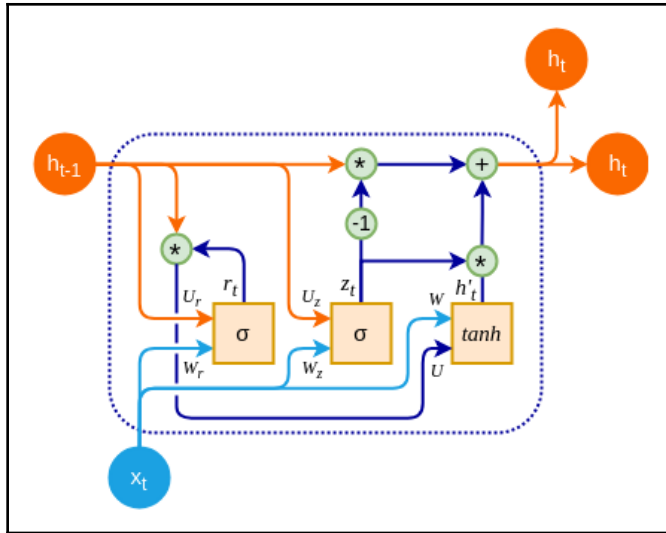 h_t
h_{t-1} * + h_t
-1
* *
r_t z_t h'_t
U_r U_z W
σ σ tanh
W_r W_z U
x_t